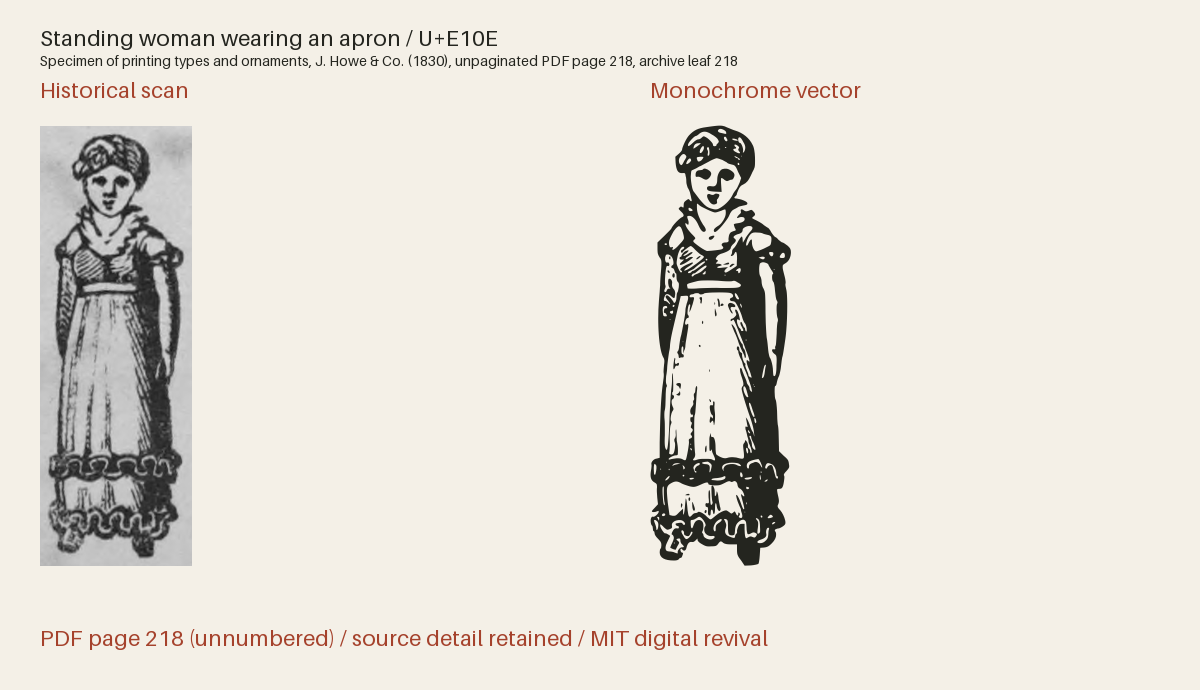 Standing woman wearing an apron / U+E10E
Specimen of printing types and ornaments, J. Howe & Co. (1830), unpaginated PDF page 218, archive leaf 218
Historical scan
Monochrome vector
PDF page 218 (unnumbered) / source detail retained / MIT digital revival